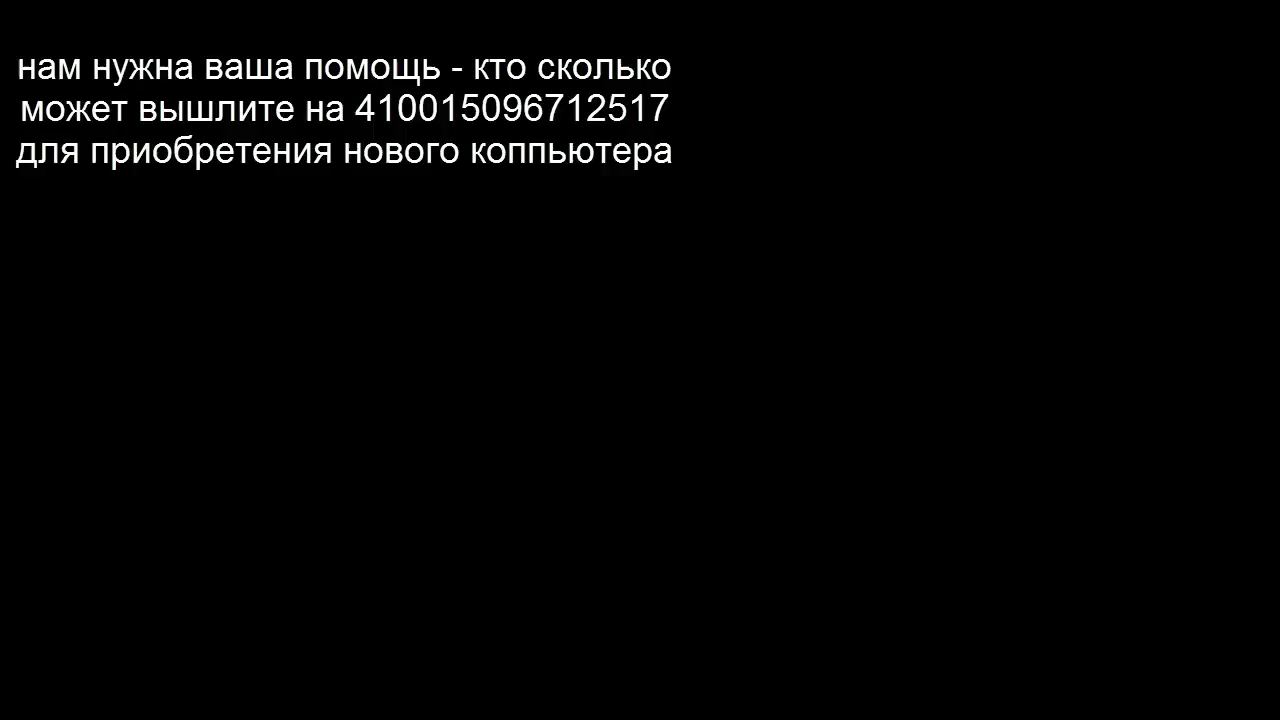 нам нужна ваша помощь - кто сколько
может вышлите на 410015096712517
для приобретения нового коппьютера